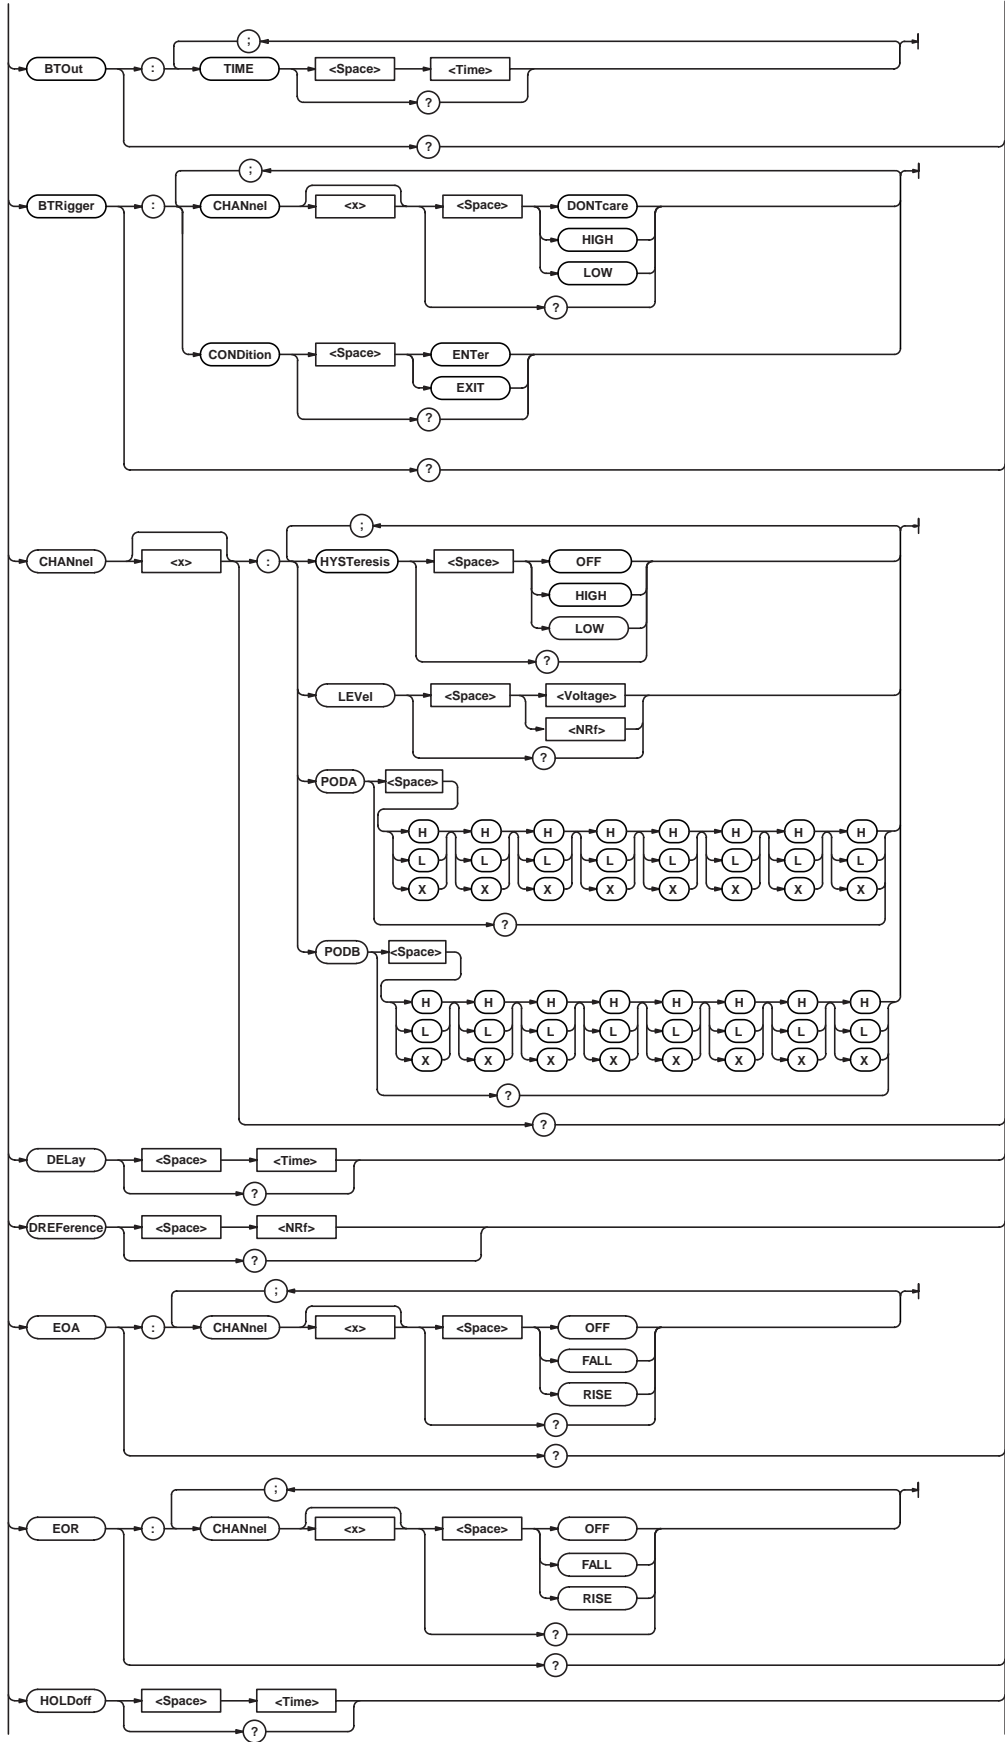 ;
BTOut : TIME <Space> <Time>
?
?
;
BTRigger : CHANnel <x> <Space> DONTcare
HIGH
LOW
?
CONDition <Space> ENTer
EXIT
?
?
;
CHANnel <x> : HYSTeresis <Space> OFF
HIGH
LOW
?
LEVel <Space> <Voltage>
<NRf>
?
PODA <Space>
H H H H H H H H
L L L L L L L L
X X X X X X X X
?
PODB <Space>
H H H H H H H H
L L L L L L L L
X X X X X X X X
?
?
DELay <Space> <Time>
?
DREFerence <Space> <NRf>
?
;
EOA : CHANnel <x> <Space> OFF
FALL
RISE
?
?
;
EOR : CHANnel <x> <Space> OFF
FALL
RISE
?
?
HOLDoff <Space> <Time>
?